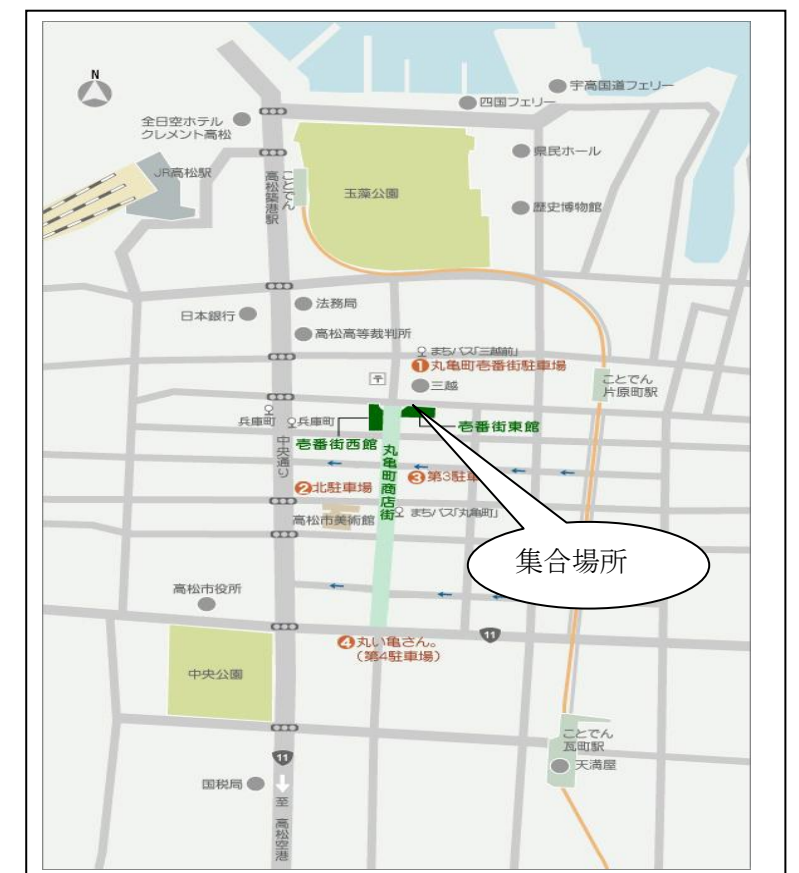 N
宇高国道フェリー
四国フェリー
全日空ホテル
クレメント高松
県民ホール
JR高松駅
ことでん
高松築港駅
玉藻公園
歴史博物館
法務局
日本銀行
高松高等裁判所
まちバス「三越前」
❶丸亀町壱番街駐車場
〒
三越
ことでん
片原町駅
兵庫町
兵庫町
壱番街東館
壱番街西館
中央通り
丸亀町商店街
❸第3駐車
❷北駐車場
高松市美術館
まちバス「丸亀町」
集合場所
高松市役所
11
❹丸い亀さん。
(第4駐車場)
中央公園
ことでん
瓦町駅
11
天満屋
国税局
至 高松空港